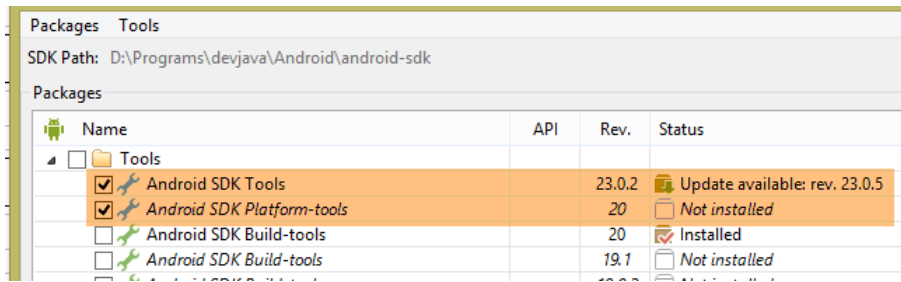 Packages Tools
SDK Path: D:\Programs\devjava\Android\android-sdk
Packages
Name API Rev. Status
Tools
Android SDK Tools 23.0.2 Update available: rev. 23.0.5
Android SDK Platform-tools 20 Not installed
Android SDK Build-tools 20 Installed
Android SDK Build-tools 19.1 Not installed